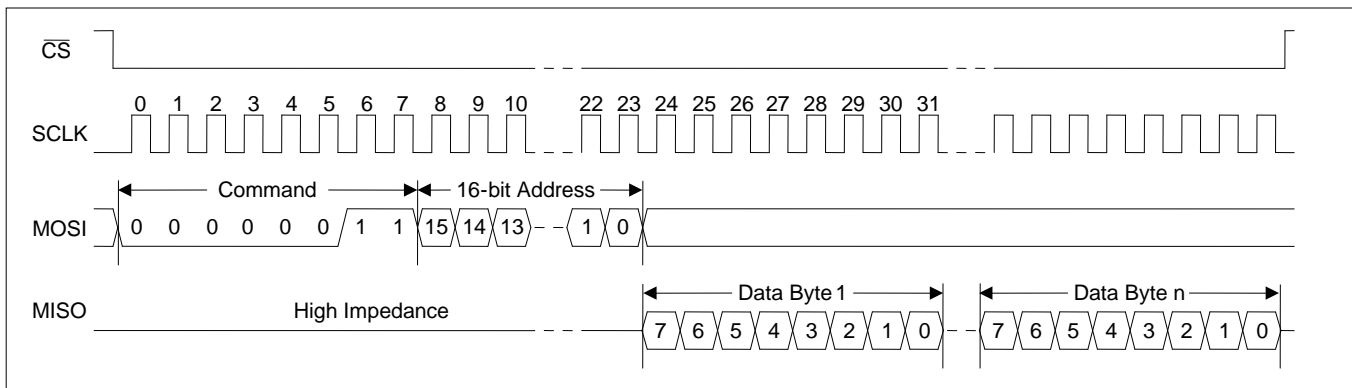 CS
0 1 2 3 4 5 6 7 8 9 10 22 23 24 25 26 27 28 29 30 31
SCLK
Command 16-bit Address
MOSI 0 0 0 0 0 0 1 1 15 14 13 1 0
Data Byte 1 Data Byte n
MISO High Impedance
7 6 5 4 3 2 1 0 7 6 5 4 3 2 1 0